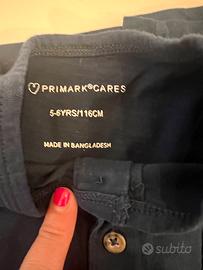 PRIMARK®CARES
5-6YRS/116CM
MADE IN BANGLADESH
subito